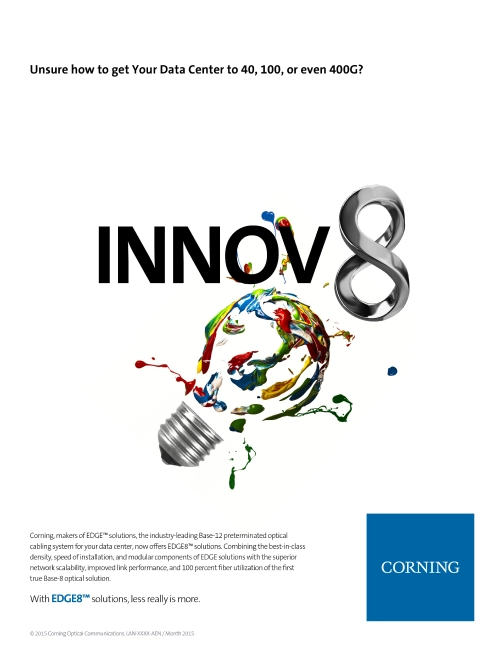 Unsure how to get Your Data Center to 40, 100, or even 400G?
INNOV8
Corning, makers of EDGE™ solutions, the industry-leading Base-12 preterminated optical
cabling system for your data center, now offers EDGE8™ solutions. Combining the best-in-class
density, speed of installation, and modular components of EDGE solutions with the superior
network scalability, improved link performance, and 100 percent fiber utilization of the first
true Base-8 optical solution.
With EDGE8™ solutions, less really is more.
CORNING
© 2015 Corning Optical Communications. LAN-XXXX-AEN / Month 2015